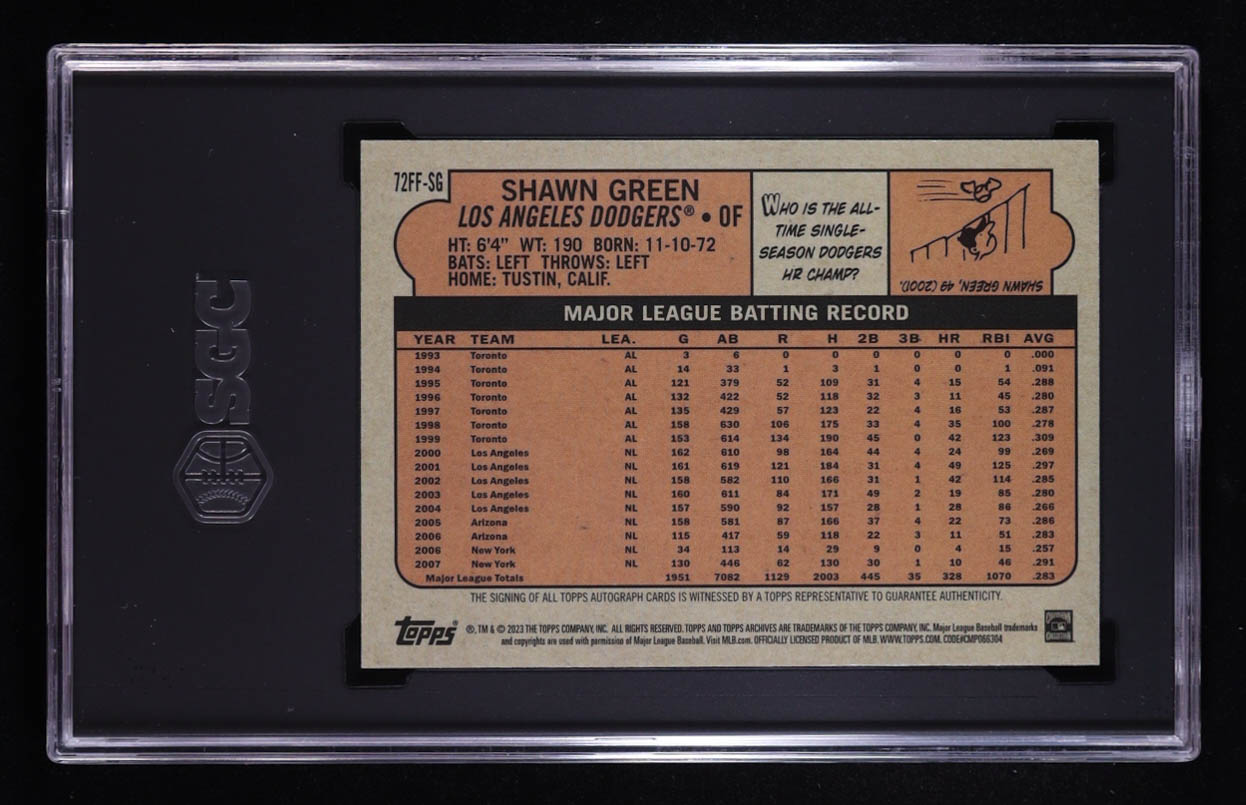 SGC
72FF-SG
SHAWN GREEN
LOS ANGELES DODGERS® • OF
HT: 6'4" WT: 190 BORN: 11-10-72
BATS: LEFT THROWS: LEFT
HOME: TUSTIN, CALIF.
WHO IS THE ALL-
TIME SINGLE-
SEASON DODGERS
HR CHAMP?
SHAWN GREEN, 49 (2001).
MAJOR LEAGUE BATTING RECORD
YEAR TEAM LEA. G AB R H 2B 3B HR RBI AVG
1993 Toronto AL 3 6 0 0 0 0 0 0 .000
1994 Toronto AL 14 33 1 3 1 0 0 1 .091
1995 Toronto AL 121 379 52 109 31 4 15 54 .288
1996 Toronto AL 132 422 52 118 32 3 11 45 .280
1997 Toronto AL 135 429 57 123 22 4 16 53 .287
1998 Toronto AL 158 630 106 175 33 4 35 100 .278
1999 Toronto AL 153 614 134 190 45 0 42 123 .309
2000 Los Angeles NL 162 610 98 164 44 4 24 99 .269
2001 Los Angeles NL 161 619 121 184 31 4 49 125 .297
2002 Los Angeles NL 158 582 110 166 31 1 42 114 .285
2003 Los Angeles NL 160 611 84 171 49 2 19 85 .280
2004 Los Angeles NL 157 590 92 157 28 1 28 86 .266
2005 Arizona NL 158 581 87 166 37 4 22 73 .286
2006 Arizona NL 115 417 59 118 22 3 11 51 .283
2006 New York NL 34 113 14 29 9 0 4 15 .257
2007 New York NL 130 446 62 130 30 1 10 46 .291
Major League Totals 1951 7082 1129 2003 445 35 328 1070 .283
THE SIGNING OF ALL TOPPS AUTOGRAPH CARDS IS WITNESSED BY A TOPPS REPRESENTATIVE TO GUARANTEE AUTHENTICITY.
Topps® ®, TM & © 2023 THE TOPPS COMPANY, INC. ALL RIGHTS RESERVED. TOPPS AND TOPPS ARCHIVES ARE TRADEMARKS OF THE TOPPS COMPANY, INC. Major League Baseball trademarks
and copyrights are used with permission of Major League Baseball. Visit MLB.com. OFFICIALLY LICENSED PRODUCT OF MLB. WWW.TOPPS.COM. CODE#CMP066304